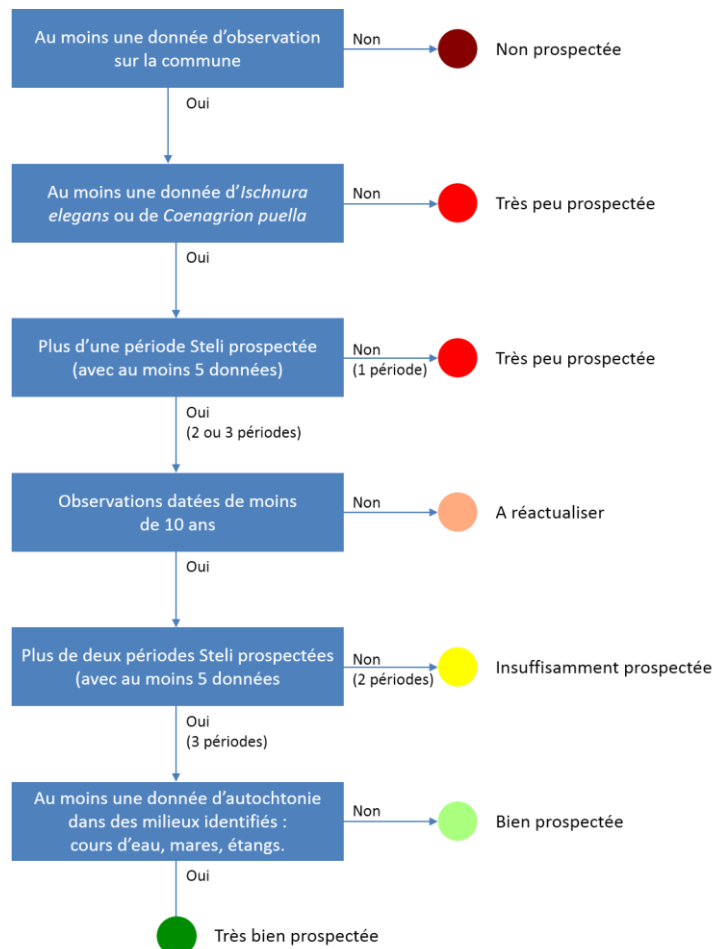 Au moins une donnée d'observation
sur la commune
Non
Non prospectée
Oui
Au moins une donnée d'Ischnura
elegans ou de Coenagrion puella
Non
Très peu prospectée
Oui
Plus d'une période Steli prospectée
(avec au moins 5 données)
Non
(1 période)
Très peu prospectée
Oui
(2 ou 3 périodes)
Observations datées de moins
de 10 ans
Non
A réactualiser
Oui
Plus de deux périodes Steli prospectées
(avec au moins 5 données
Non
(2 périodes)
Insuffisamment prospectée
Oui
(3 périodes)
Au moins une donnée d'autochtonie
dans des milieux identifiés :
cours d'eau, mares, étangs.
Non
Bien prospectée
Oui
Très bien prospectée